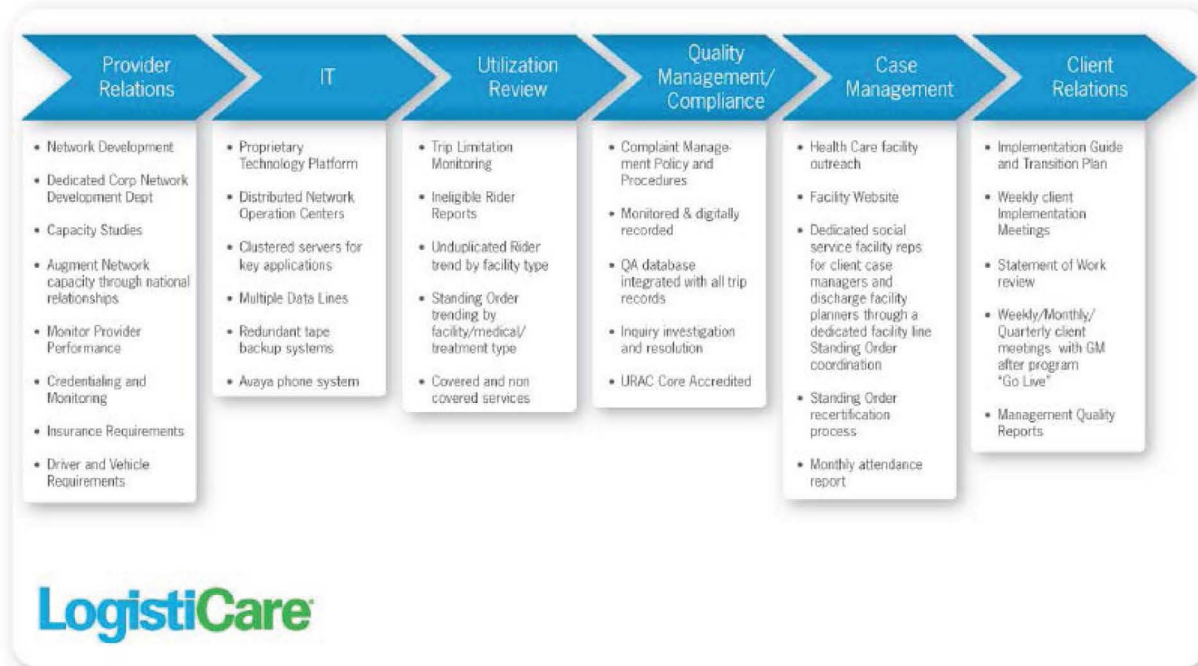 Provider
Relations
IT
Utilization
Review
Quality
Management/
Compliance
Case
Management
Client
Relations
• Network Development
• Dedicated Corp Network
Development Dept
• Capacity Studies
• Augment Network
capacity through national
relationships
• Monitor Provider
Performance
• Credentialing and
Monitoring
• Insurance Requirements
• Driver and Vehicle
Requirements
• Proprietary
Technology Platform
• Distributed Network
Operation Centers
• Clustered servers for
key applications
• Multiple Data Lines
• Redundant tape
backup systems
• Avaya phone system
• Trip Limitation
Monitoring
• Ineligible Rider
Reports
• Unduplicated Rider
trend by facility type
• Standing Order
trending by
facility/medical/
treatment type
• Covered and non
covered services
• Complaint Manage-
ment Policy and
Procedures
• Monitored & digitally
recorded
• QA database
integrated with all trip
records
• Inquiry investigation
and resolution
• URAC Core Accredited
• Health Care facility
outreach
• Facility Website
• Dedicated social
service facility reps
for client case
managers and
discharge facility
planners through a
dedicated facility line
Standing Order
coordination
• Standing Order
recertification
process
• Monthly attendance
report
• Implementation Guide
and Transition Plan
• Weekly client
Implementation
Meetings
• Statement of Work
review
• Weekly/Monthly/
Quarterly client
meetings with GM
after program
"Go Live"
• Management Quality
Reports
LogistiCare